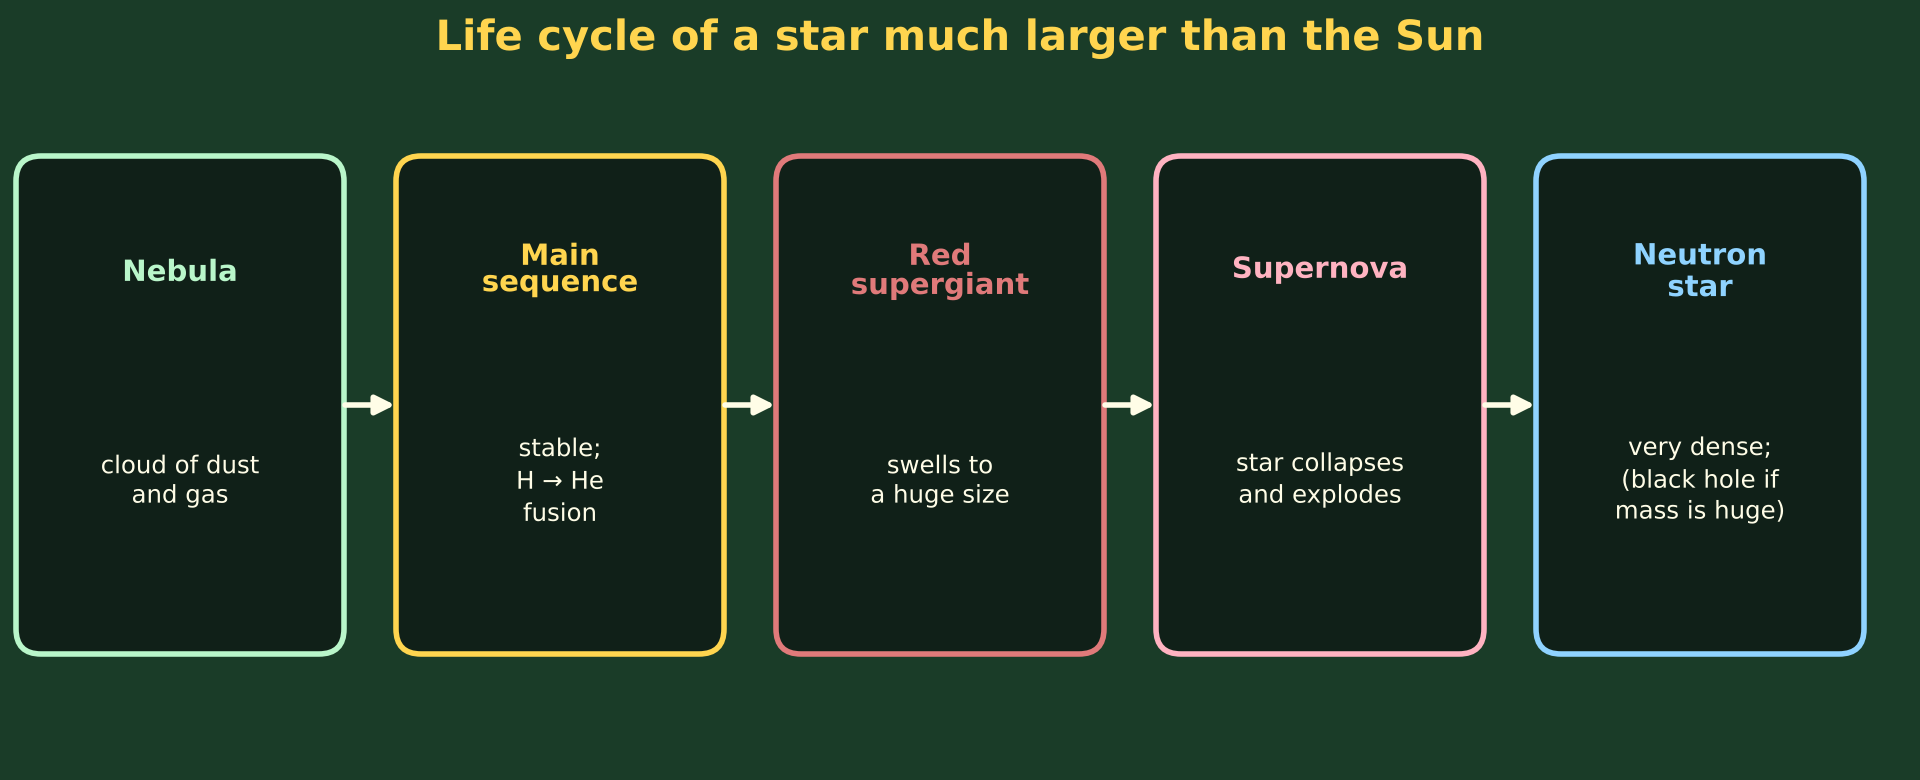 Life cycle of a star much larger than the Sun
Nebula
cloud of dust
and gas
Main
sequence
stable;
H → He
fusion
Red
supergiant
swells to
a huge size
Supernova
star collapses
and explodes
Neutron
star
very dense;
(black hole if
mass is huge)